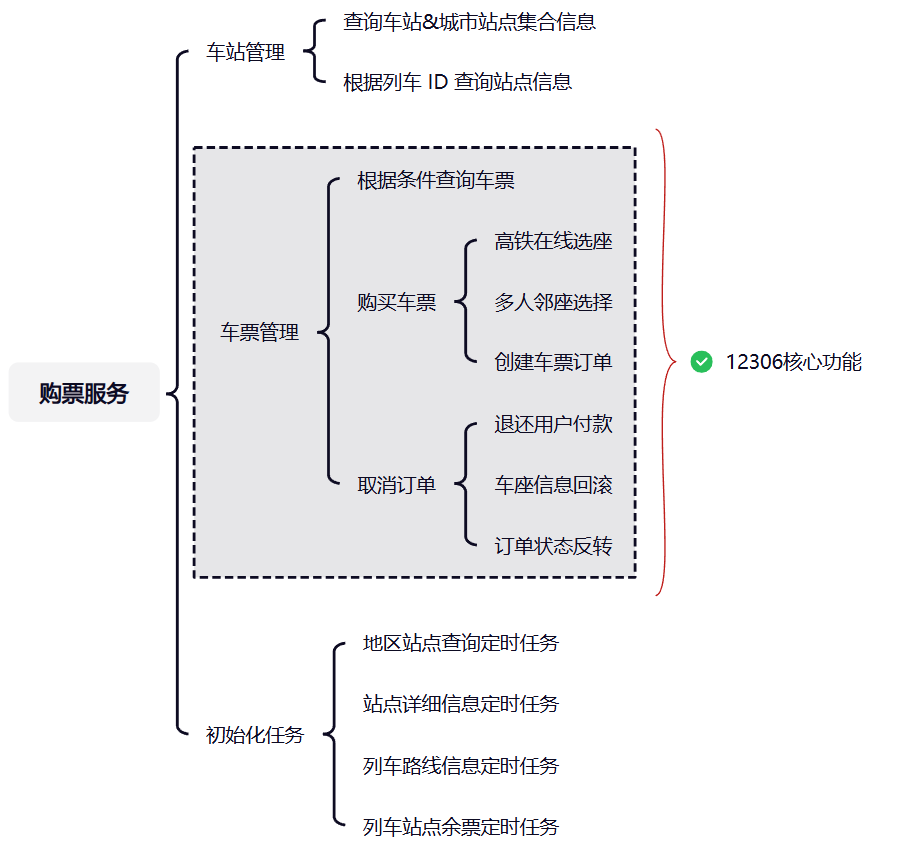 查询车站&城市站点集合信息
车站管理
根据列车 ID 查询站点信息
根据条件查询车票
高铁在线选座
购买车票
多人邻座选择
车票管理
创建车票订单
12306核心功能
购票服务
退还用户付款
取消订单
车座信息回滚
订单状态反转
地区站点查询定时任务
站点详细信息定时任务
初始化任务
列车路线信息定时任务
列车站点余票定时任务